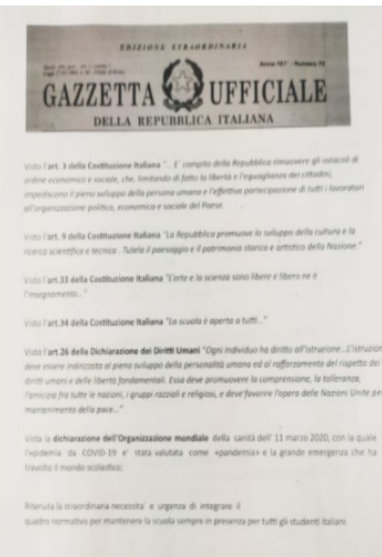 EDIZIONE STRAORDINARIA
GAZZETTA UFFICIALE
DELLA REPUBBLICA ITALIANA
Visto l'art. 3 della Costituzione Italiana "... E' compito della Repubblica rimuovere gli ostacoli di
ordine economico e sociale, che, limitando di fatto la libertà e l'eguaglianza dei cittadini,
impediscono il pieno sviluppo della persona umana e l'effettiva partecipazione di tutti i lavoratori
all'organizzazione politica, economica e sociale del Paese.
Visto l'art. 9 della Costituzione Italiana "La Repubblica promuove lo sviluppo della cultura e la
ricerca scientifica e tecnica . Tutela il paesaggio e il patrimonio storico e artistico della Nazione."
Visto l'art.33 della Costituzione Italiana "L'arte e la scienza sono libere e libero ne è
l'insegnamento..."
Visto l'art.34 della Costituzione Italiana "La scuola è aperta a tutti..."
Visto l'art.26 della Dichiarazione dei Diritti Umani "Ogni individuo ha diritto all'istruzione...L'istruzion
deve essere indirizzata al pieno sviluppo della personalità umana ed al rafforzamento del rispetto dei
diritti umani e delle libertà fondamentali. Essa deve promuovere la comprensione, la tolleranza,
l'amicizia fra tutte le nazioni, i gruppi razziali e religiosi, e deve favorire l'opera delle Nazioni Unite per
mantenimento della pace..."
Vista la dichiarazione dell'Organizzazione mondiale della sanità dell' 11 marzo 2020, con la quale
l'epidemia da COVID-19 e' stata valutata come «pandemia» e la grande emergenza che ha
travolto il mondo scolastico;
Ritenuta la straordinaria necessita' e urgenza di integrare il
quadro normativo per mantenere la scuola sempre in presenza per tutti gli studenti italiani